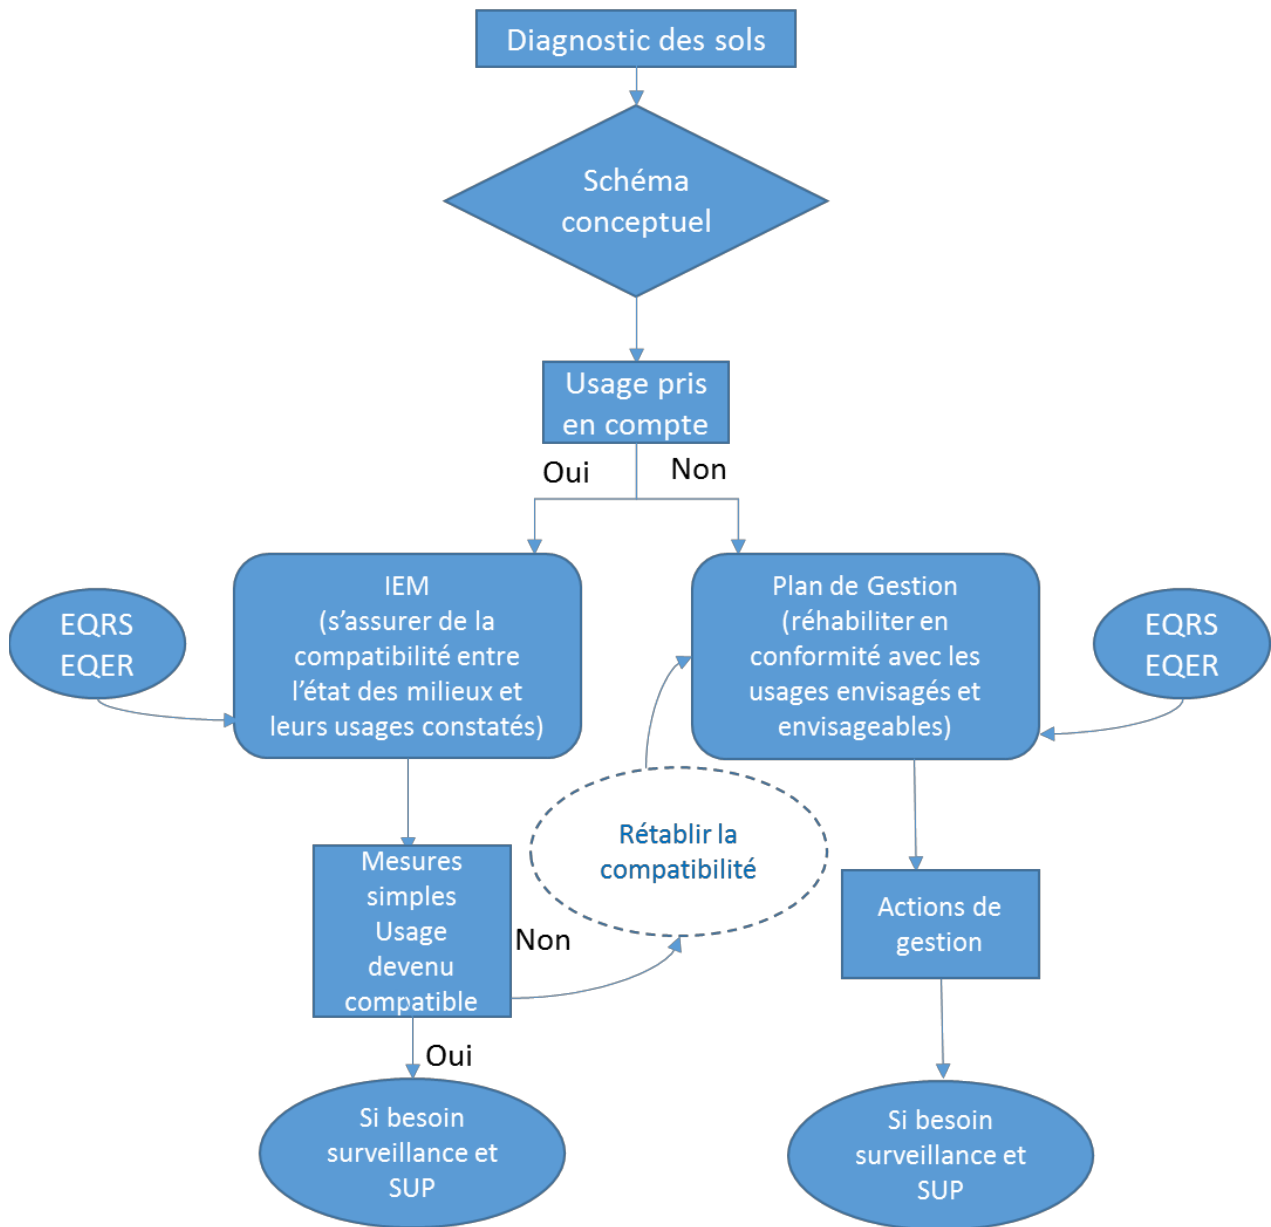 Diagnostic des sols
Schéma
conceptuel
Usage pris
en compte
Oui
Non
IEM
(s’assurer de la
compatibilité entre
l’état des milieux et
leurs usages constatés)
Plan de Gestion
(réhabiliter en
conformité avec les
usages envisagés et
envisageables)
EQRS
EQER
EQRS
EQER
Mesures
simples
Usage
devenu
compatible
Non
Rétablir la
compatibilité
Actions de
gestion
Oui
Si besoin
surveillance et
SUP
Si besoin
surveillance et
SUP